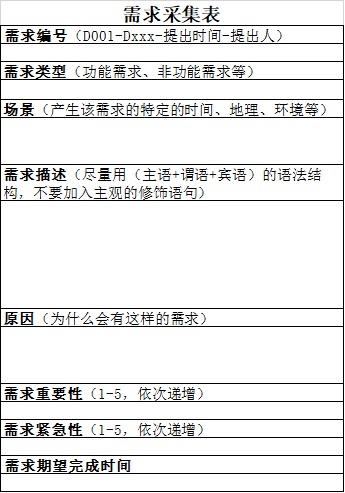 需求采集表
需求编号（D001-Dxxx-提出时间-提出人）
需求类型（功能需求、非功能需求等）
场景（产生该需求的特定的时间、地理、环境等）
需求描述（尽量用（主语+谓语+宾语）的语法结
构，不要加入主观的修饰语句）
原因（为什么会有这样的需求）
需求重要性（1-5，依次递增）
需求紧急性（1-5，依次递增）
需求期望完成时间